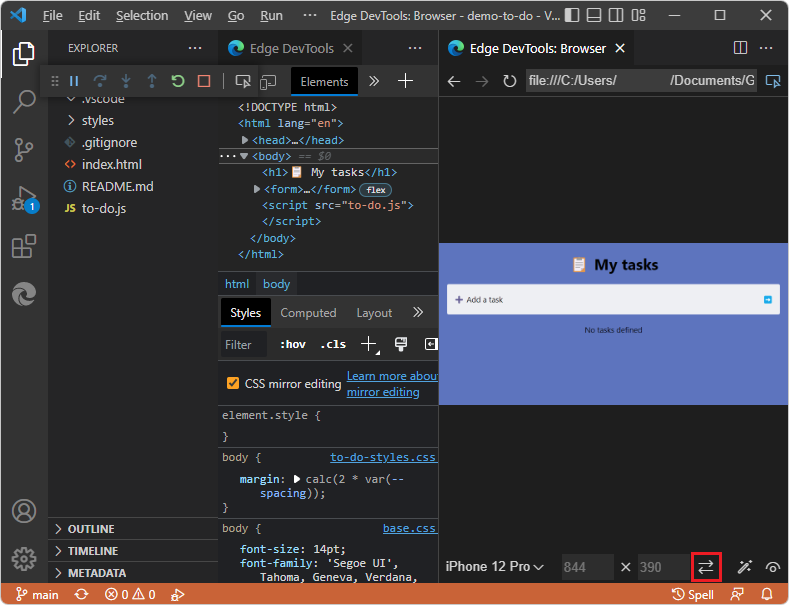 File Edit Selection View Go Run ··· Edge DevTools: Browser - demo-to-do - V...
EXPLORER ···
.vscode
styles
.gitignore
index.html
README.md
JS to-do.js
OUTLINE
TIMELINE
METADATA
Edge DevTools ···
Elements
<!DOCTYPE html>
<html lang="en">
<head>…</head>
···<body> == $0
<h1>📋 My tasks</h1>
<form>…</form> flex
<script src="to-do.js">
</script>
</body>
</html>
html body
Styles Computed Layout
Filter :hov .cls
CSS mirror editing Learn more about
mirror editing
element.style {
}
body { to-do-styles.css:
margin: calc(2 * var(--
spacing));
}
body { base.css:
font-size: 14pt;
font-family: 'Segoe UI',
Tahoma, Geneva, Verdana,
Edge DevTools: Browser ···
file:///C:/Users/ /Documents/G
📋 My tasks
+ Add a task
No tasks defined
iPhone 12 Pro 844 × 390
1
main 0 0 Spell